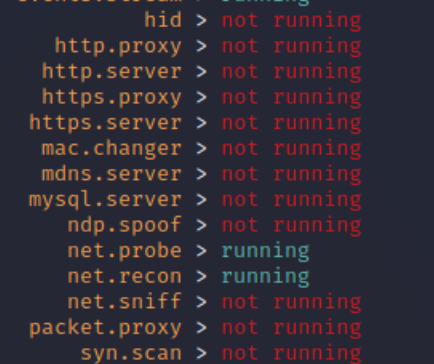 hid > not running
http.proxy > not running
http.server > not running
https.proxy > not running
https.server > not running
mac.changer > not running
mdns.server > not running
mysql.server > not running
ndp.spoof > not running
net.probe > running
net.recon > running
net.sniff > not running
packet.proxy > not running
syn.scan > not running